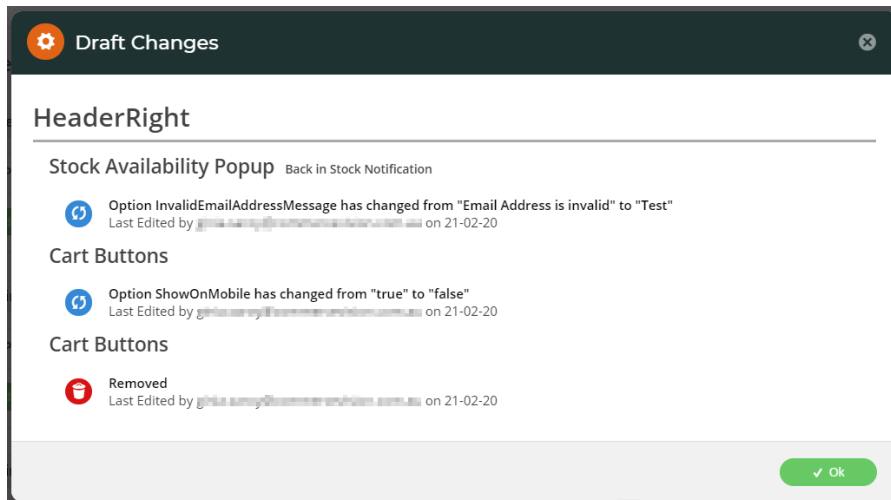 Draft Changes
HeaderRight
Stock Availability Popup Back in Stock Notification
Option InvalidEmailAddressMessage has changed from "Email Address is invalid" to "Test"
Last Edited by on 21-02-20
Cart Buttons
Option ShowOnMobile has changed from "true" to "false"
Last Edited by on 21-02-20
Cart Buttons
Removed
Last Edited by on 21-02-20
Ok